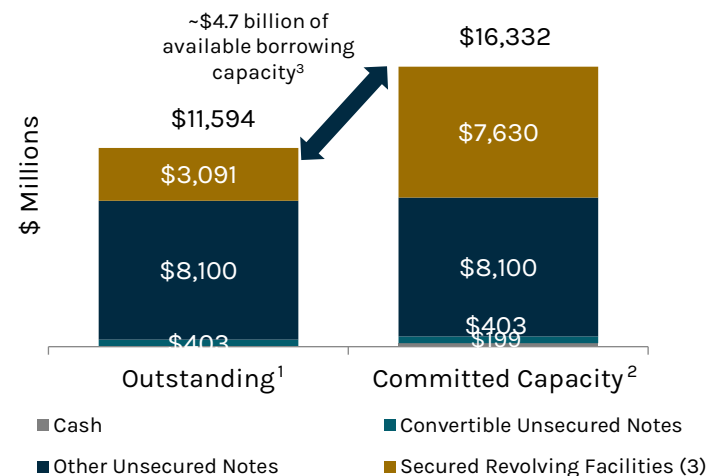 ~$4.7 billion of
available borrowing
capacity3
$16,332
$11,594
$ Millions
$7,630
$3,091
$8,100
$8,100
$403
$199
$403
Outstanding1
Committed Capacity2
Cash
Convertible Unsecured Notes
Other Unsecured Notes
Secured Revolving Facilities (3)